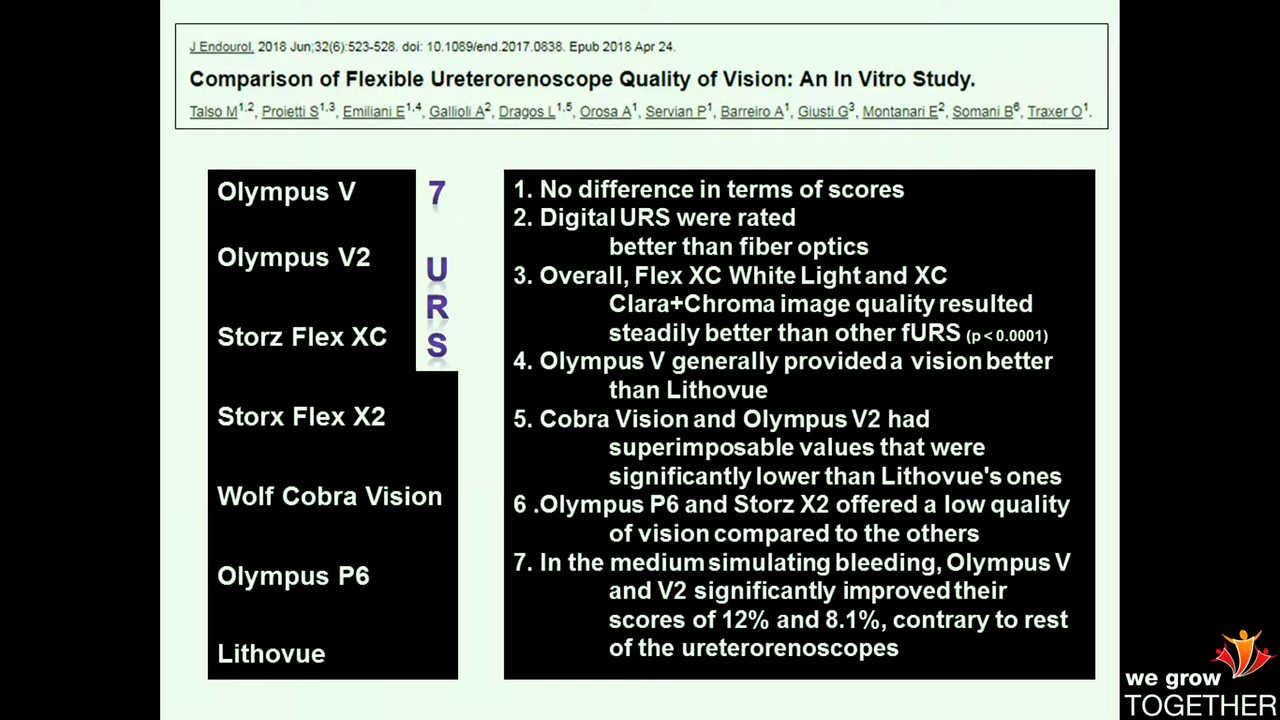 J Endourol. 2018 Jun;32(6):523-528. doi: 10.1089/end.2017.0838. Epub 2018 Apr 24.
Comparison of Flexible Ureterorenoscope Quality of Vision: An In Vitro Study.
Talso M1,2, Proietti S1,3, Emiliani E1,4, Gallioli A2, Dragos L1,5, Orosa A1, Servian P1, Barreiro A1, Giusti G3, Montanari E2, Somani B6, Traxer O1.
Olympus V
Olympus V2
Storz Flex XC
Storx Flex X2
Wolf Cobra Vision
Olympus P6
Lithovue
7
U
R
S
1. No difference in terms of scores
2. Digital URS were rated
better than fiber optics
3. Overall, Flex XC White Light and XC
Clara+Chroma image quality resulted
steadily better than other fURS (p < 0.0001)
4. Olympus V generally provided a vision better
than Lithovue
5. Cobra Vision and Olympus V2 had
superimposable values that were
significantly lower than Lithovue's ones
6 .Olympus P6 and Storz X2 offered a low quality
of vision compared to the others
7. In the medium simulating bleeding, Olympus V
and V2 significantly improved their
scores of 12% and 8.1%, contrary to rest
of the ureterorenoscopes
we grow
TOGETHER